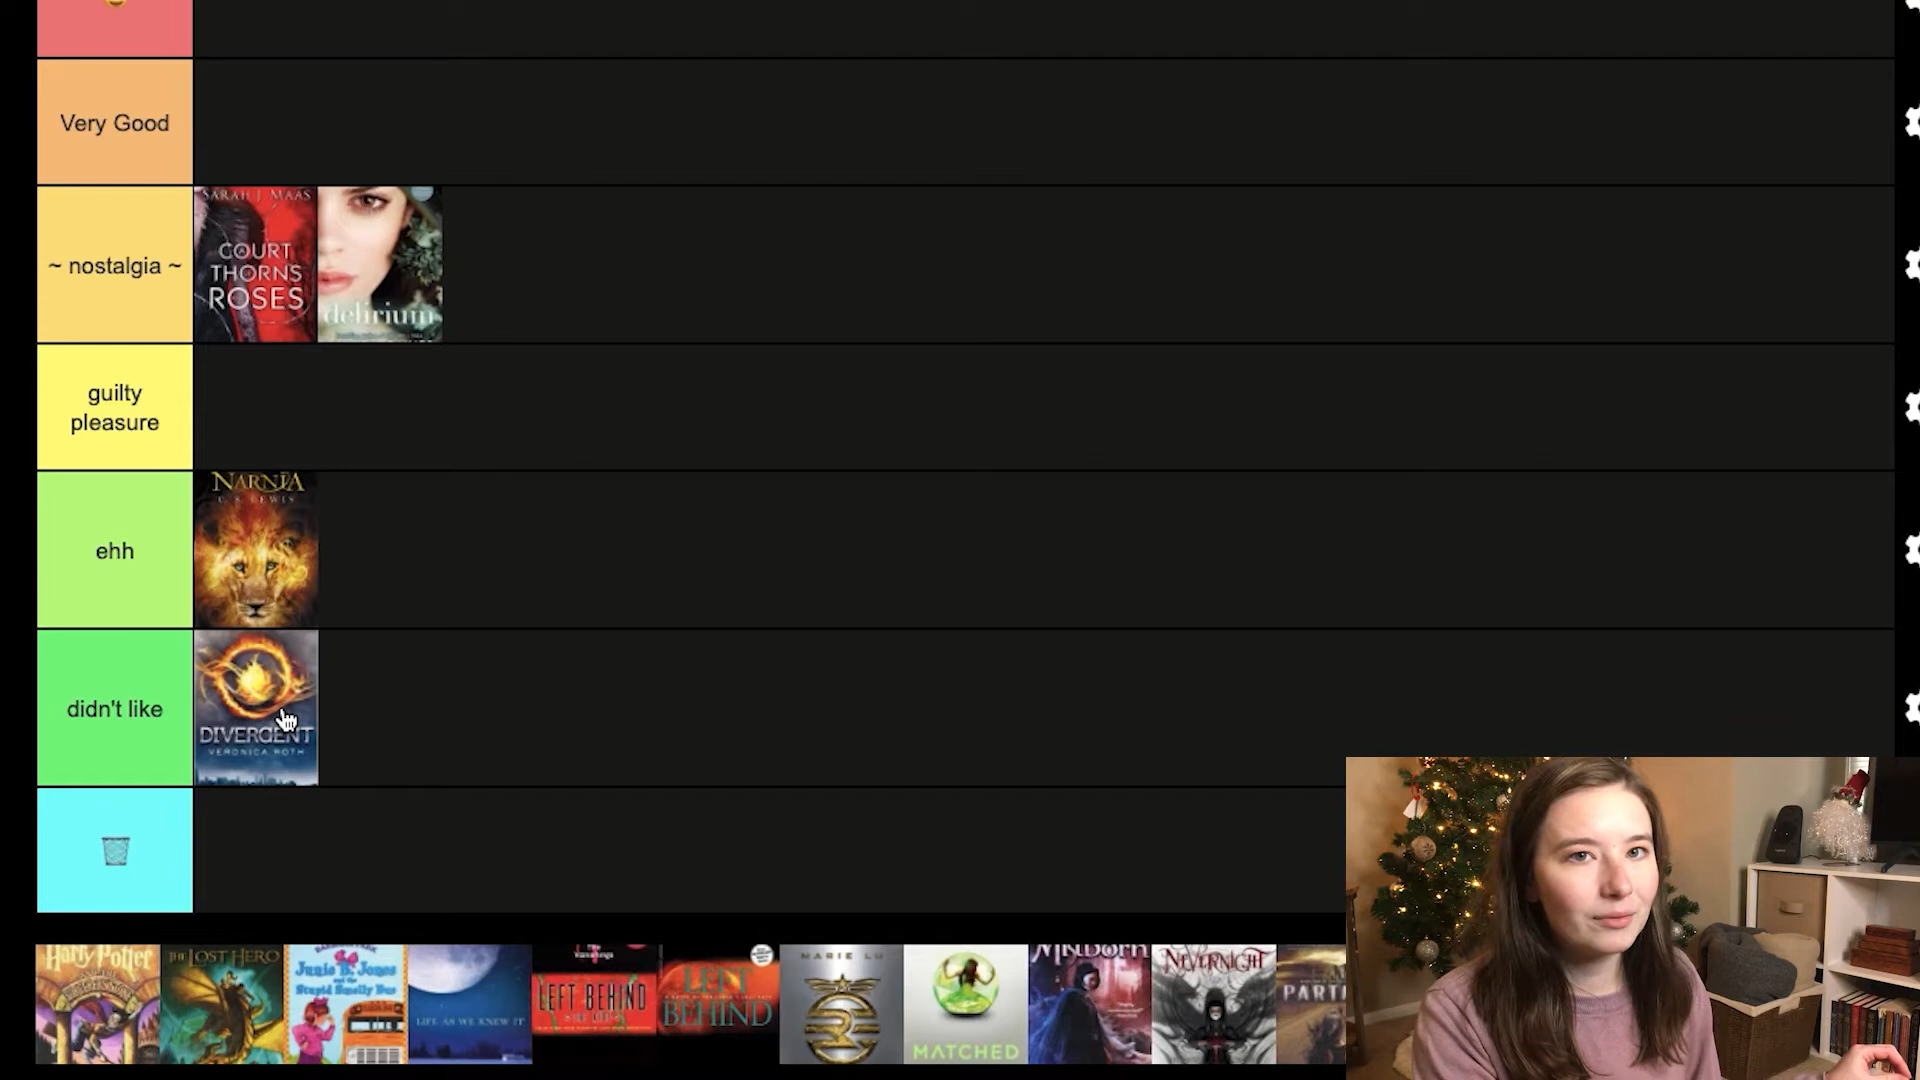 Very Good
~ nostalgia ~
SARAH J. MAAS
A COURT
THORNS
ROSES
delirium
guilty
pleasure
NARNIA
C. S. LEWIS
ehh
didn't like
DIVERGENT
VERONICA ROTH
Harry Potter
THE LOST HERO
Junie B. Jones
and the
Stupid Smelly Bus
LIFE AS WE KNEW IT
LEFT BEHIND
LEFT
BEHIND
MARIE LU
MATCHED
MISTBORN
NEVERNIGHT
PART